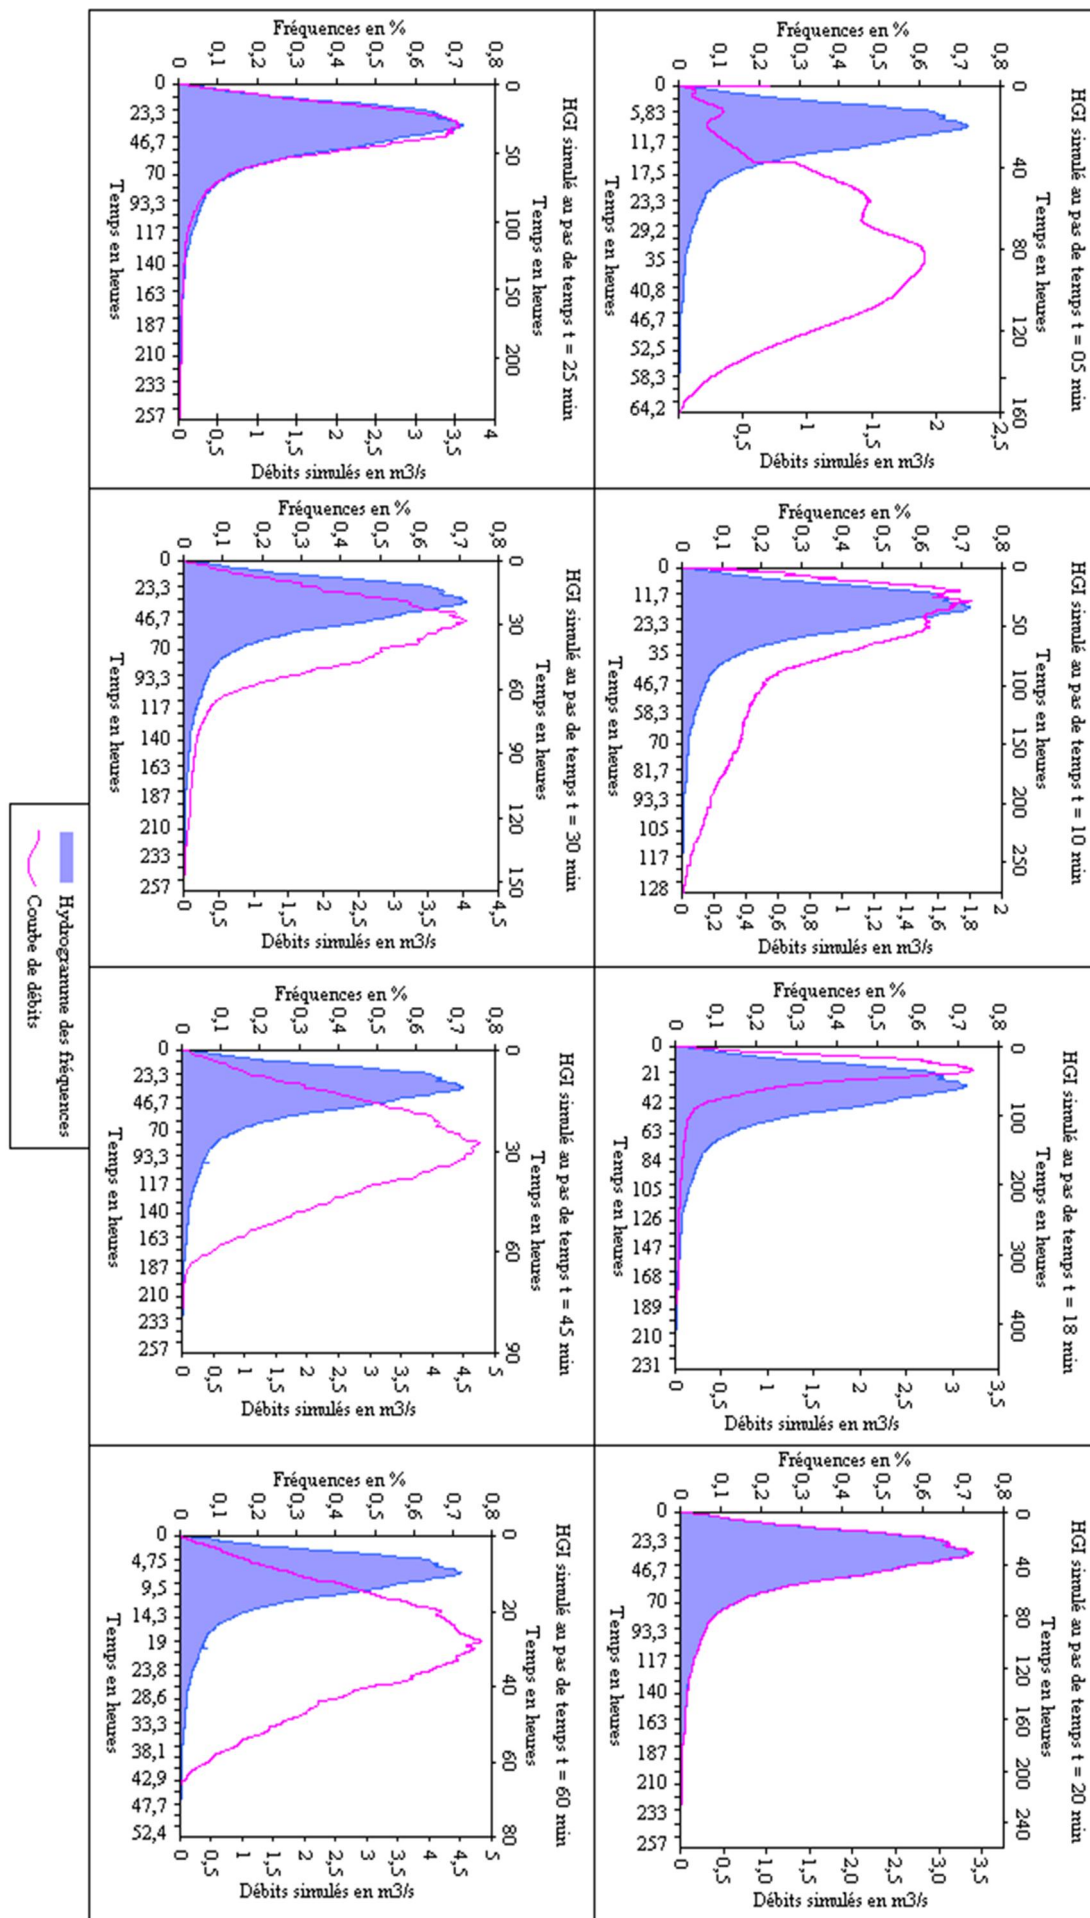 HGI simulé au pas de temps t = 05 min
Temps en heures
0 40 80 120 160
Fréquences en %
0,8 0,7 0,6 0,5 0,4 0,3 0,2 0,1 0
2,5 2 1,5 1 0,5
Débits simulés en m3/s
0 5,83 11,7 17,5 23,3 29,2 35 40,8 46,7 52,5 58,3 64,2
Temps en heures
HGI simulé au pas de temps t = 10 min
Temps en heures
0 50 100 150 200 250
Fréquences en %
0,8 0,7 0,6 0,5 0,4 0,3 0,2 0,1 0
2 1,8 1,6 1,4 1,2 1 0,8 0,6 0,4 0,2 0
Débits simulés en m3/s
0 11,7 23,3 35 46,7 58,3 70 81,7 93,3 105 117 128
Temps en heures
HGI simulé au pas de temps t = 18 min
Temps en heures
0 100 200 300 400
Fréquences en %
0,8 0,7 0,6 0,5 0,4 0,3 0,2 0,1 0
3,5 3 2,5 2 1,5 1 0,5 0
Débits simulés en m3/s
0 21 42 63 84 105 126 147 168 189 210 231
Temps en heures
HGI simulé au pas de temps t = 20 min
Temps en heures
0 40 80 120 160 200 240
Fréquences en %
0,8 0,7 0,6 0,5 0,4 0,3 0,2 0,1 0
3,5 3,0 2,5 2,0 1,5 1,0 0,5 0
Débits simulés en m3/s
0 23,3 46,7 70 93,3 117 140 163 187 210 233 257
Temps en heures
HGI simulé au pas de temps t = 25 min
Temps en heures
0 50 100 150 200
Fréquences en %
0,8 0,7 0,6 0,5 0,4 0,3 0,2 0,1 0
4 3,5 3 2,5 2 1,5 1 0,5 0
Débits simulés en m3/s
0 23,3 46,7 70 93,3 117 140 163 187 210 233 257
Temps en heures
HGI simulé au pas de temps t = 30 min
Temps en heures
0 30 60 90 120 150
Fréquences en %
0,8 0,7 0,6 0,5 0,4 0,3 0,2 0,1 0
4,5 4 3,5 3 2,5 2 1,5 1 0,5 0
Débits simulés en m3/s
0 23,3 46,7 70 93,3 117 140 163 187 210 233 257
Temps en heures
HGI simulé au pas de temps t = 45 min
Temps en heures
0 30 60 90
Fréquences en %
0,8 0,7 0,6 0,5 0,4 0,3 0,2 0,1 0
5 4,5 4 3,5 3 2,5 2 1,5 1 0,5 0
Débits simulés en m3/s
0 23,3 46,7 70 93,3 117 140 163 187 210 233 257
Temps en heures
HGI simulé au pas de temps t = 60 min
Temps en heures
0 20 40 60 80
Fréquences en %
0,8 0,7 0,6 0,5 0,4 0,3 0,2 0,1 0
5 4,5 4 3,5 3 2,5 2 1,5 1 0,5 0
Débits simulés en m3/s
0 4,75 9,5 14,3 19 23,8 28,6 33,3 38,1 42,9 47,7 52,4
Temps en heures
Hydrogramme des fréquences
Courbe de débits